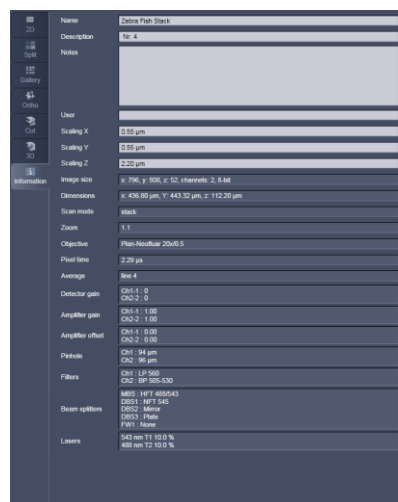 2D
Split
Gallery
Ortho
Cut
3D
Information
Name Zebra Fish Stack
Description Nr. 4
Notes
User
Scaling X 0.55 µm
Scaling Y 0.55 µm
Scaling Z 2.20 µm
Image size x: 796, y: 808, z: 52, channels: 2, 8-bit
Dimensions x: 436.80 µm, Y: 443.32 µm, z: 112.20 µm
Scan mode stack
Zoom 1.1
Objective Plan-Neofluar 20x/0.5
Pixel time 2.29 µs
Average line 4
Detector gain Ch1-1 : 0
Ch2-2 : 0
Amplifier gain Ch1-1 : 1.00
Ch2-2 : 1.00
Amplifier offset Ch1-1 : 0.00
Ch2-2 : 0.00
Pinhole Ch1 : 94 µm
Ch2 : 96 µm
Filters Ch1 : LP 560
Ch2 : BP 505-530
Beam splitters MBS : HFT 488/543
DBS1 : NFT 545
DBS2 : Mirror
DBS3 : Plate
FW1 : None
Lasers 543 nm T1 10.0 %
488 nm T2 10.0 %